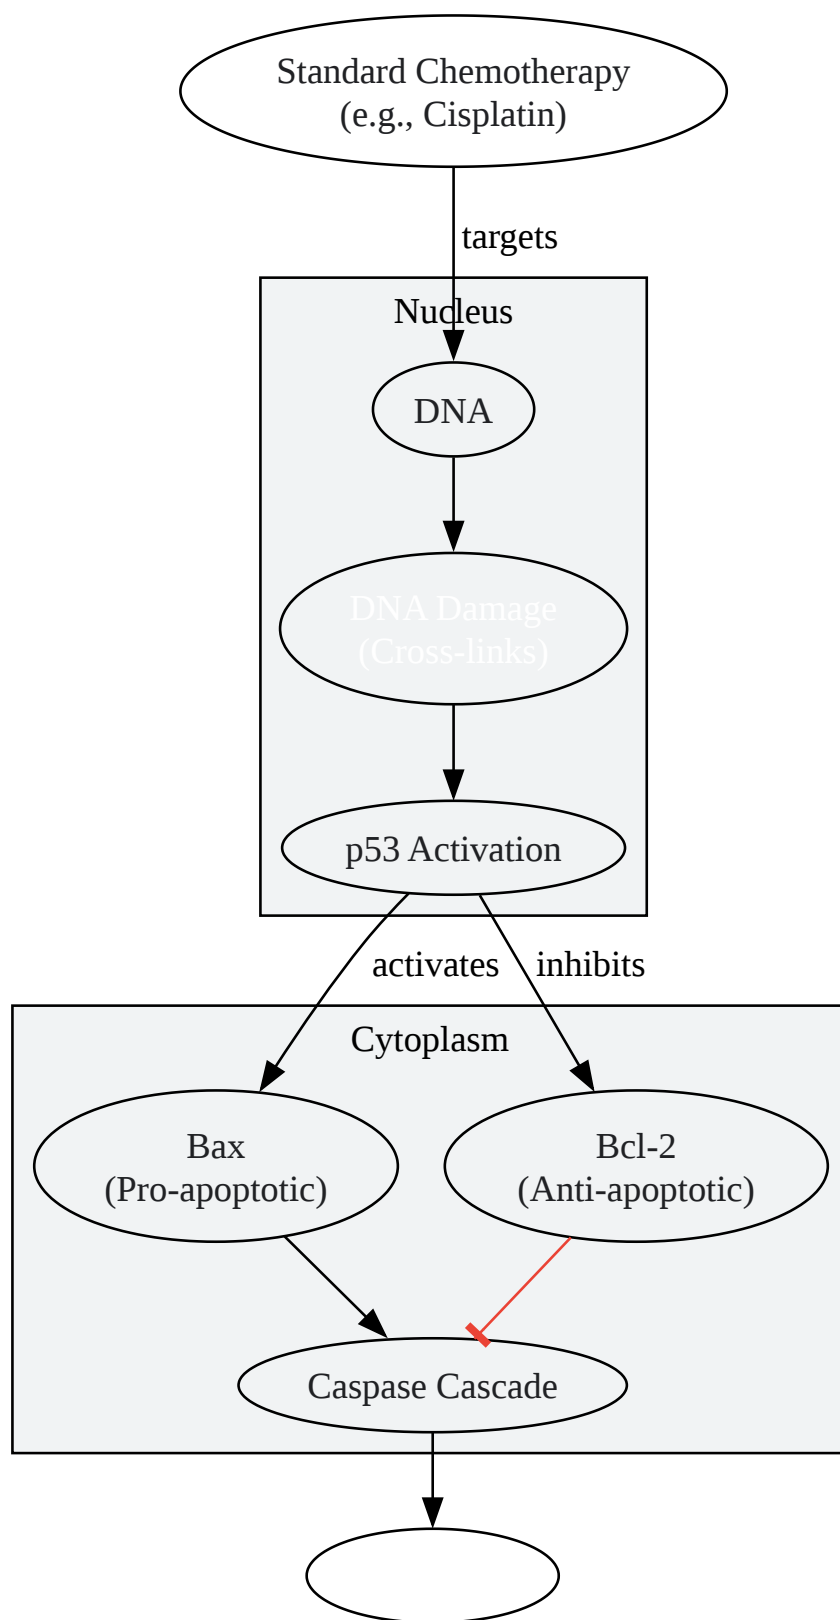 Standard Chemotherapy
(e.g., Cisplatin)
targets
Nucleus
DNA
DNA Damage
(Cross-links)
p53 Activation
activates
inhibits
Cytoplasm
Bax
(Pro-apoptotic)
Bcl-2
(Anti-apoptotic)
Caspase Cascade